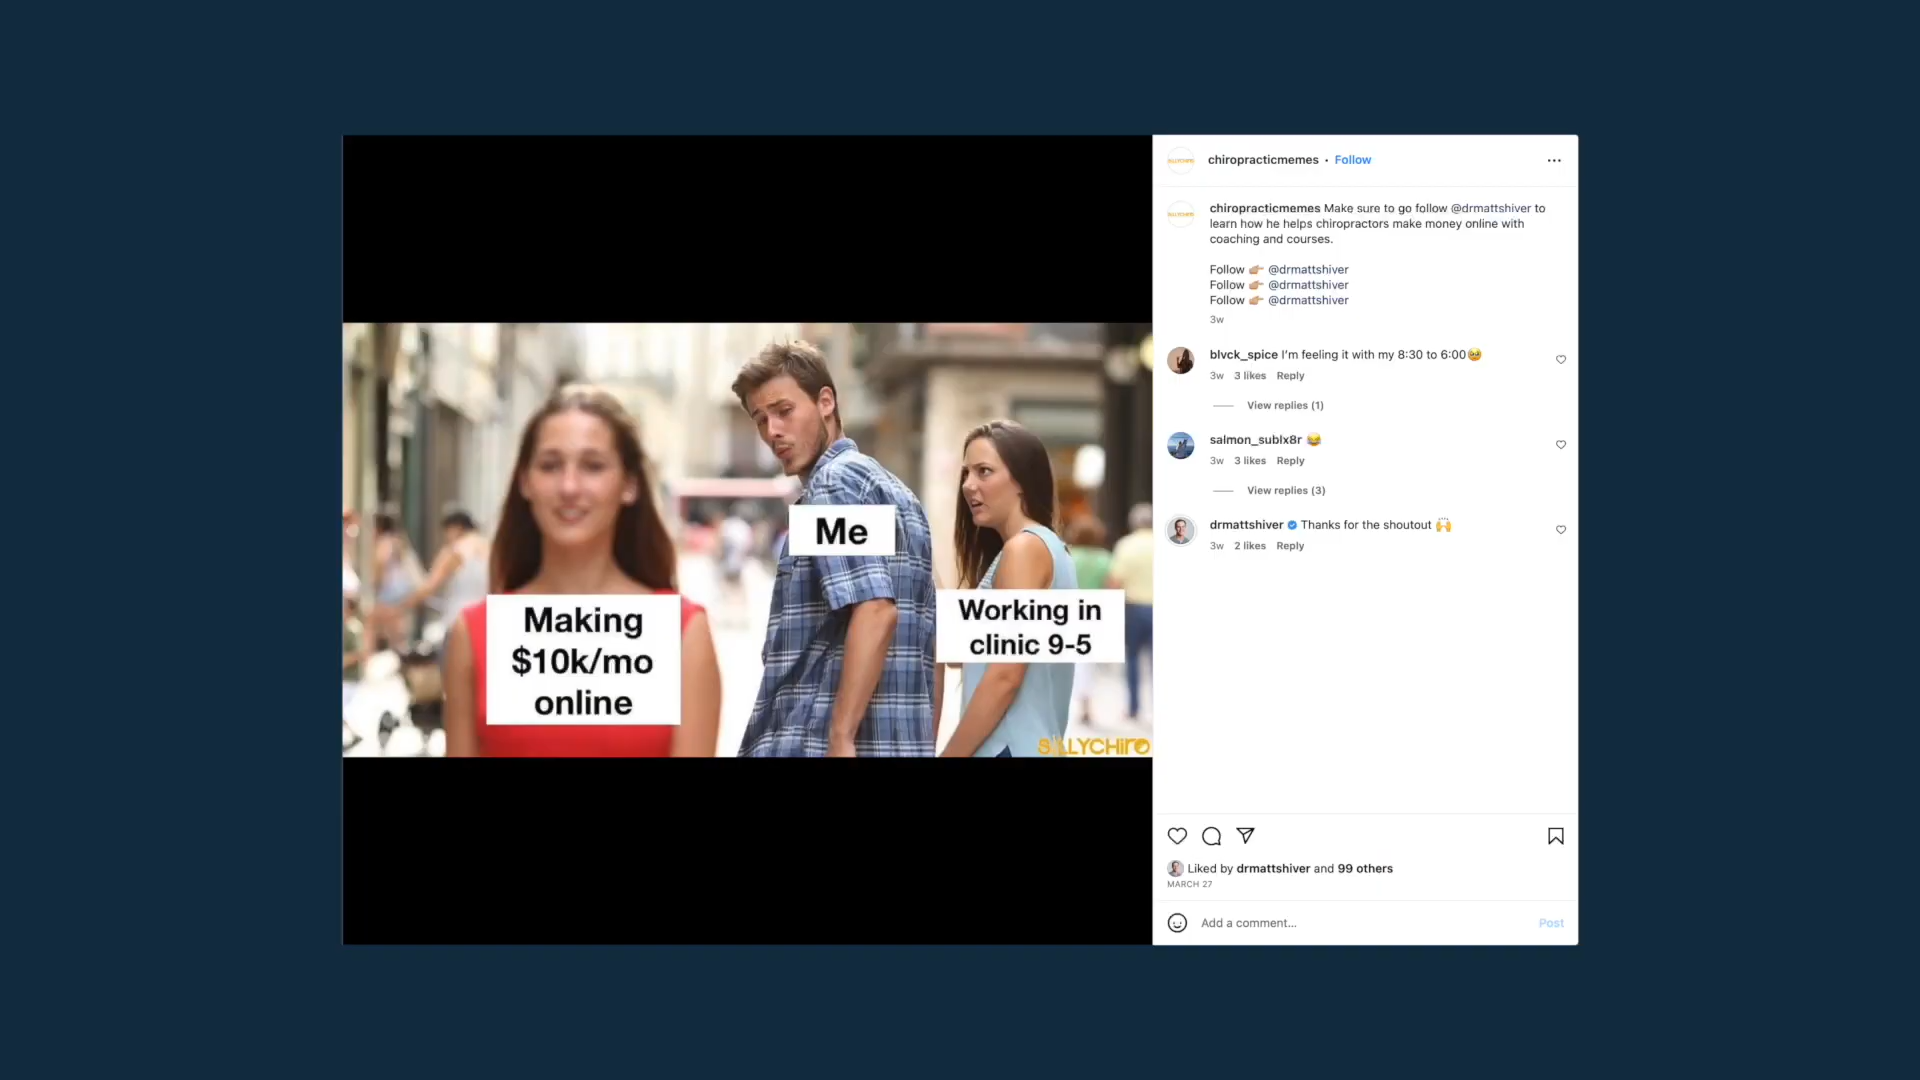 Making
$10k/mo
online
Me
Working in
clinic 9-5
SILLYCHIRO
SILLYCHIRO
chiropracticmemes • Follow
SILLYCHIRO
chiropracticmemes Make sure to go follow @drmattshiver to
learn how he helps chiropractors make money online with
coaching and courses.
Follow 👉🏼 @drmattshiver
Follow 👉🏼 @drmattshiver
Follow 👉🏼 @drmattshiver
3w
blvck_spice I'm feeling it with my 8:30 to 6:00🥹
3w 3 likes Reply
View replies (1)
salmon_sublx8r 😂
3w 3 likes Reply
View replies (3)
drmattshiver Thanks for the shoutout 🙌
3w 2 likes Reply
Liked by drmattshiver and 99 others
MARCH 27
Add a comment... Post